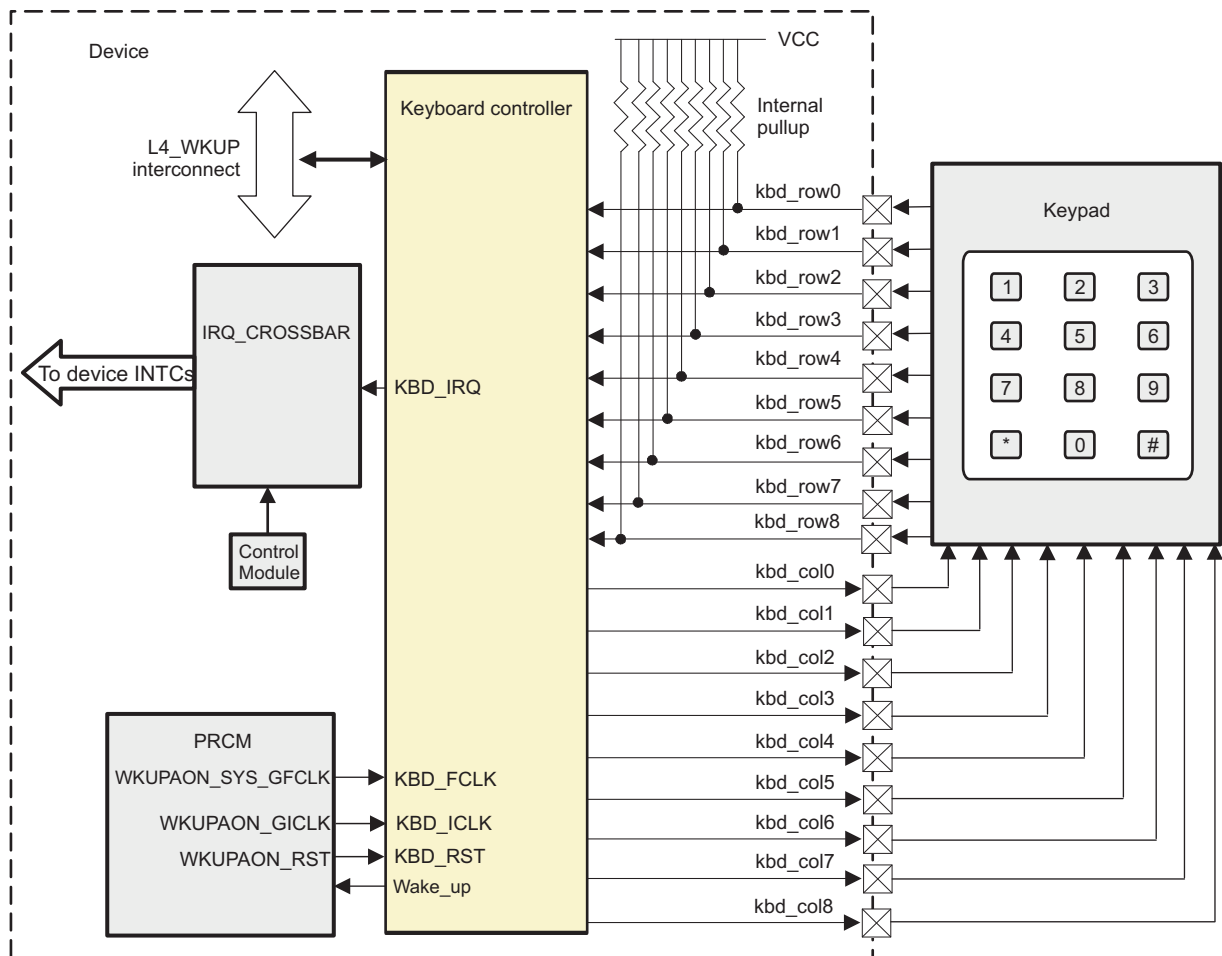 Device
VCC
Keyboard controller
Internal
pullup
L4_WKUP
interconnect
kbd_row0
kbd_row1
kbd_row2
kbd_row3
kbd_row4
kbd_row5
kbd_row6
kbd_row7
kbd_row8
Keypad
1 2 3
4 5 6
7 8 9
* 0 #
IRQ_CROSSBAR
To device INTCs
KBD_IRQ
Control
Module
kbd_col0
kbd_col1
kbd_col2
kbd_col3
kbd_col4
kbd_col5
kbd_col6
kbd_col7
kbd_col8
PRCM
WKUPAON_SYS_GFCLK
KBD_FCLK
WKUPAON_GICLK
KBD_ICLK
WKUPAON_RST
KBD_RST
Wake_up